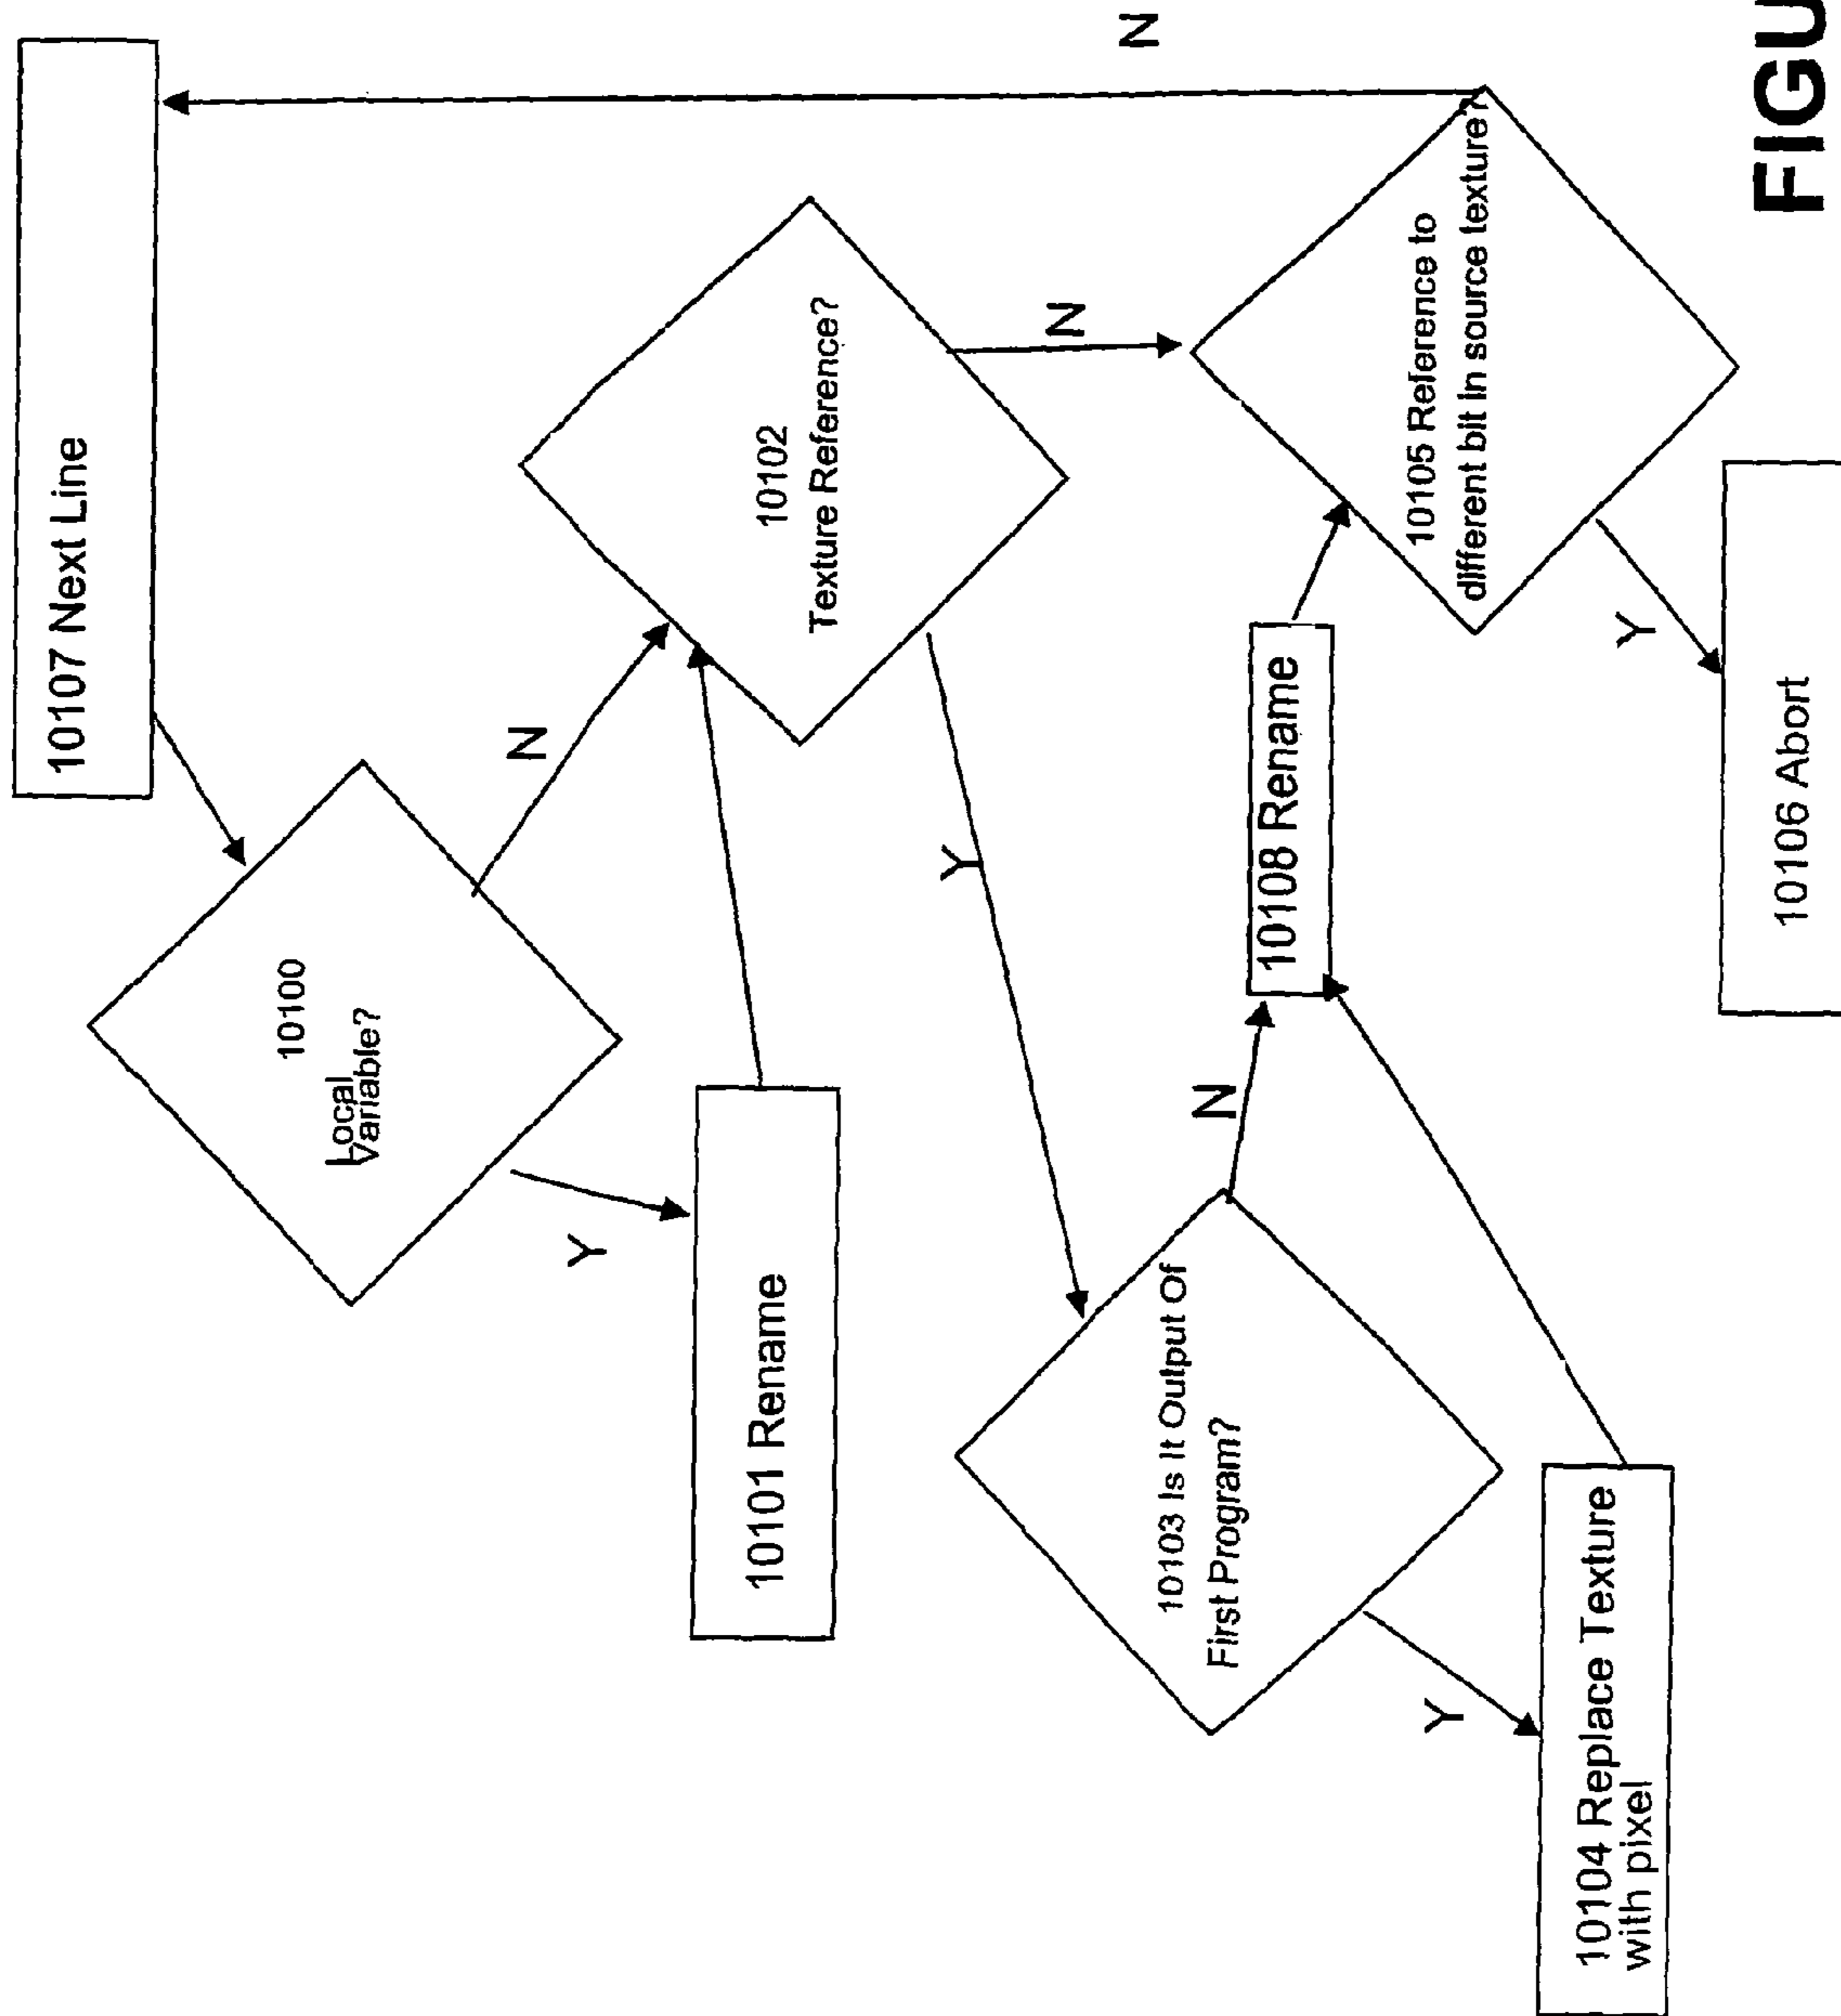 10107 Next Line
10100
Local
Variable?
N
Y
10101 Rename
10102
Texture Reference?
N
Y
10103 Is It Output Of
First Program?
N
Y
10104 Replace Texture
with pixel
10108 Rename
10105 Reference to
different bit in source texture?
N
Y
10106 Abort